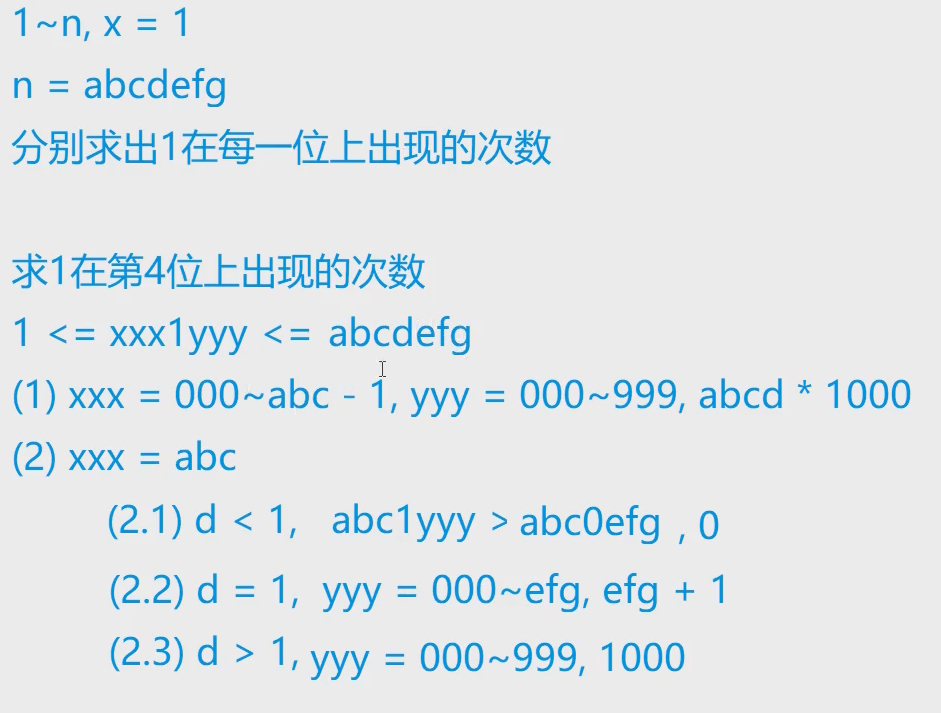 1~n, x = 1
n = abcdefg
分别求出1在每一位上出现的次数
求1在第4位上出现的次数
1 <= xxx1yyy <= abcdefg
(1) xxx = 000~abc - 1, yyy = 000~999, abcd * 1000
(2) xxx = abc
(2.1) d < 1, abc1yyy > abc0efg , 0
(2.2) d = 1, yyy = 000~efg, efg + 1
(2.3) d > 1, yyy = 000~999, 1000